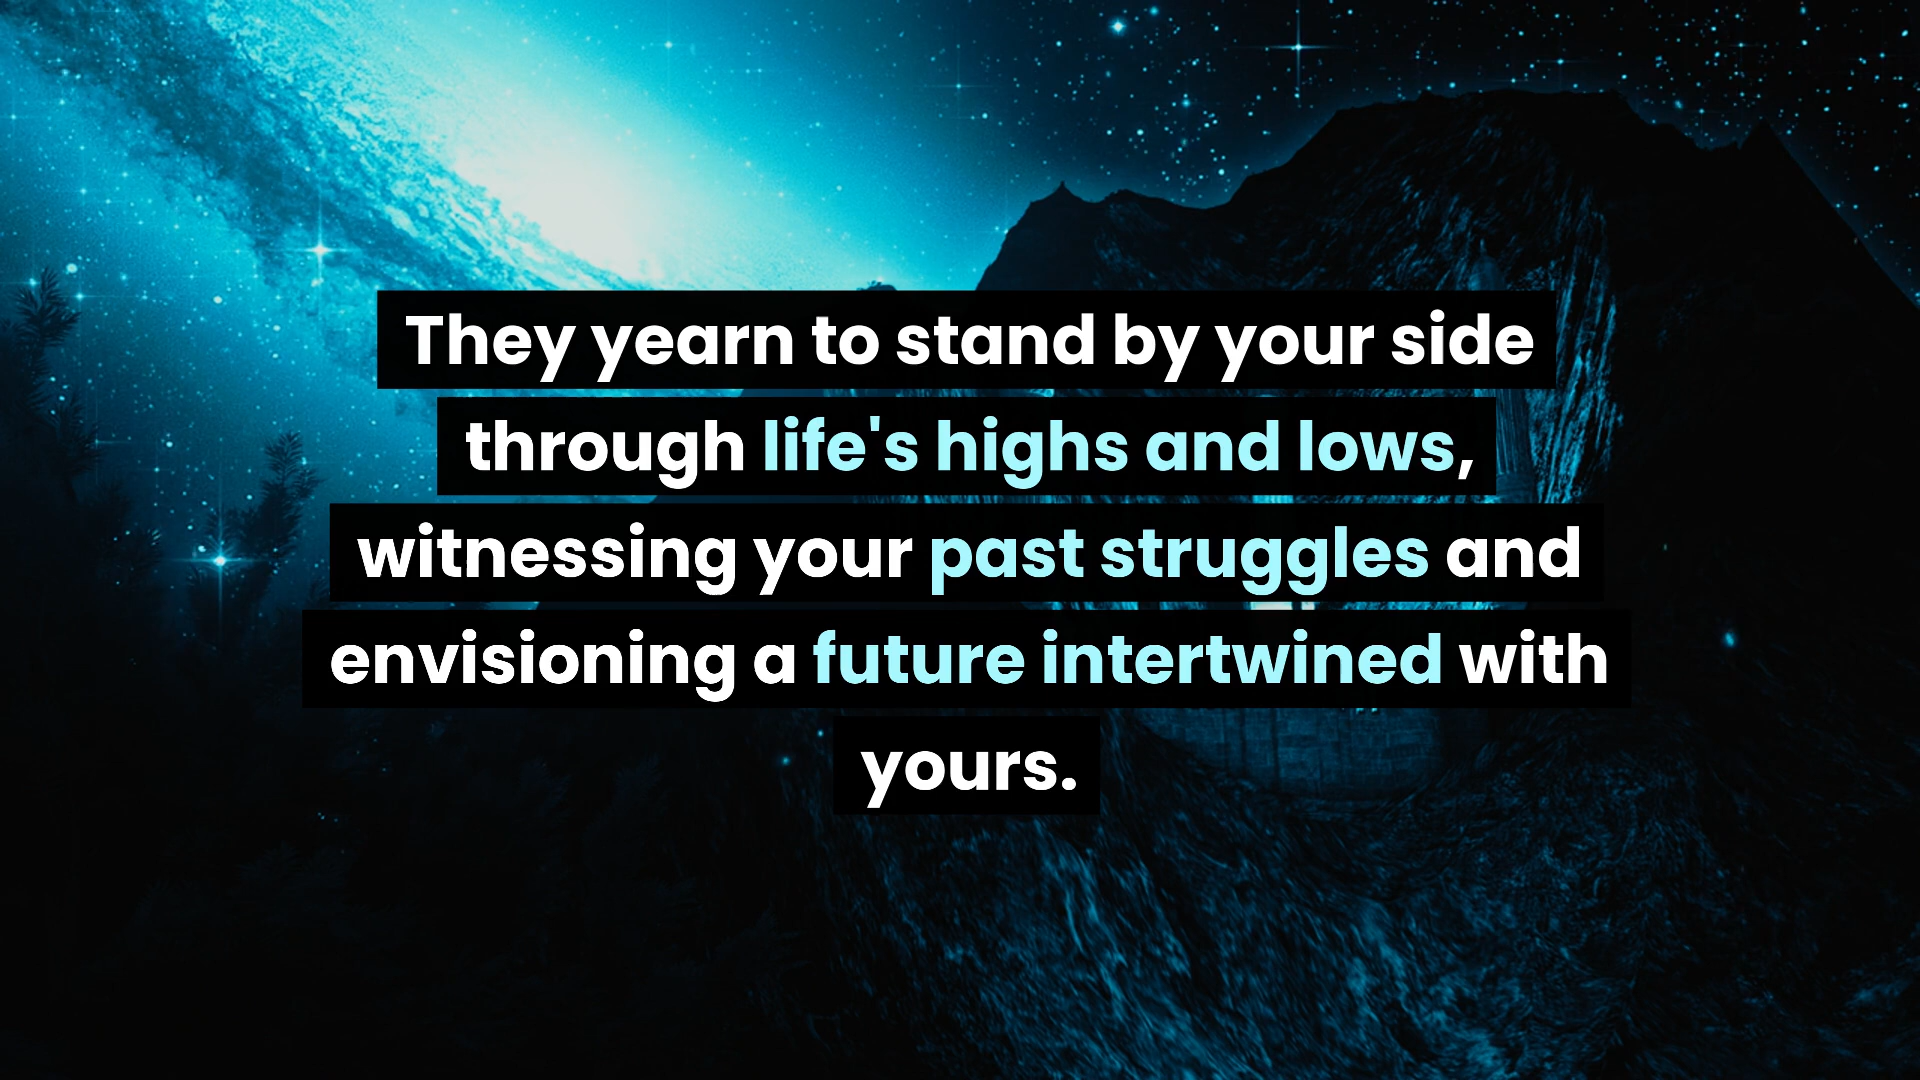 They yearn to stand by your side
through life's highs and lows,
witnessing your past struggles and
envisioning a future intertwined with
yours.